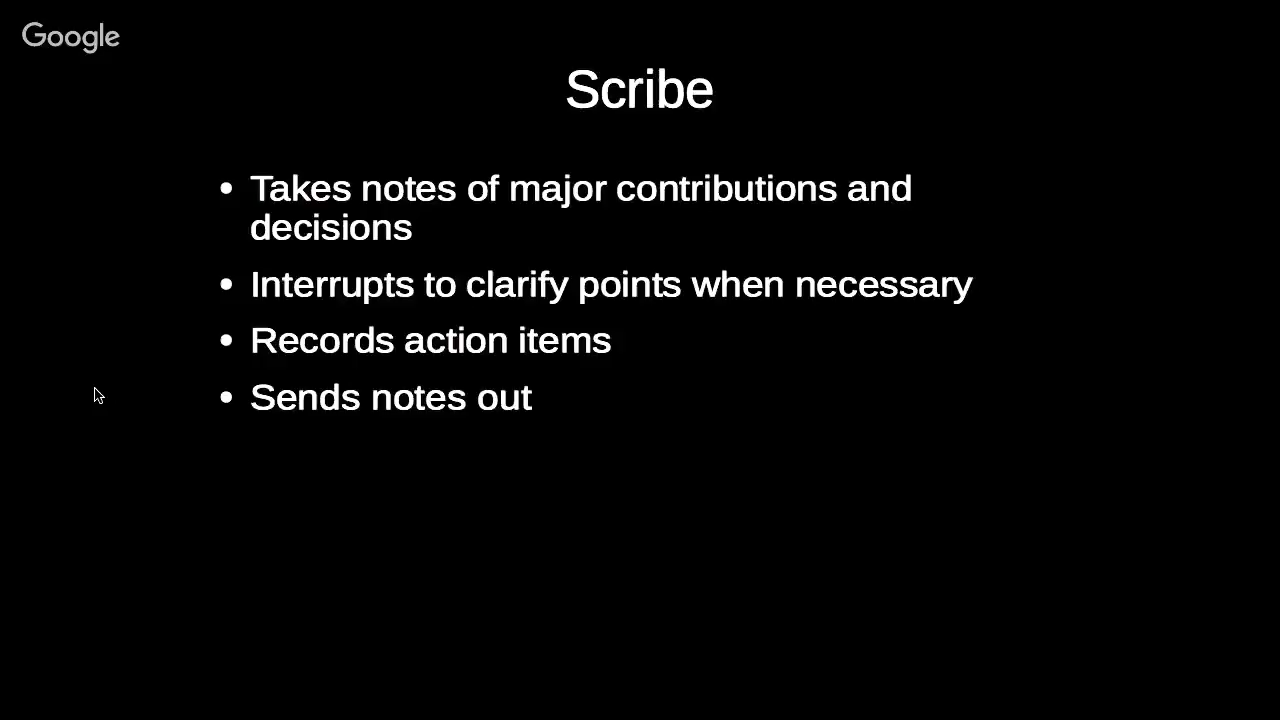 Google
Scribe
• Takes notes of major contributions and
decisions
• Interrupts to clarify points when necessary
• Records action items
• Sends notes out